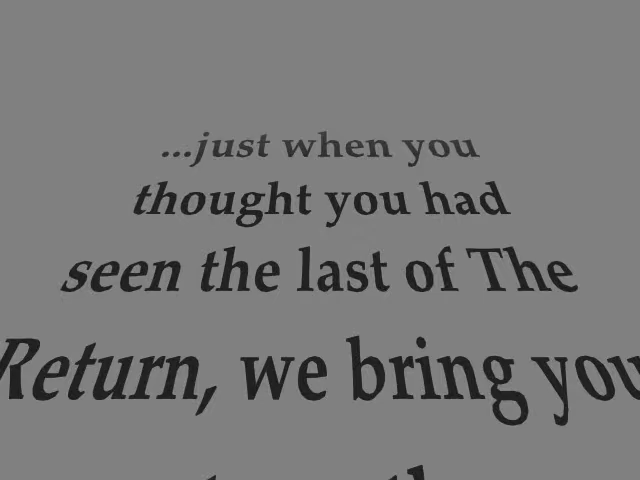 ...just when you
thought you had
seen the last of The
Return, we bring you